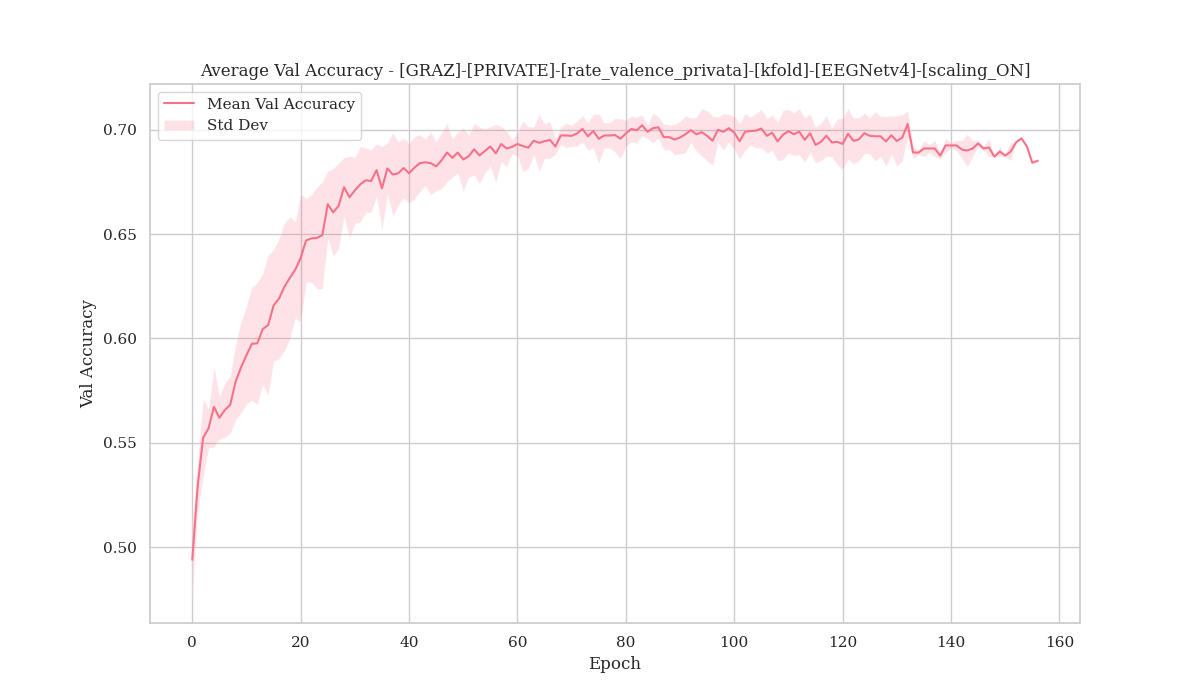 Average Val Accuracy - [GRAZ]-[PRIVATE]-[rate_valence_privata]-[kfold]-[EEGNetv4]-[scaling_ON]
Mean Val Accuracy
Std Dev
0.70
0.65
0.60
0.55
0.50
Val Accuracy
0 20 40 60 80 100 120 140 160
Epoch